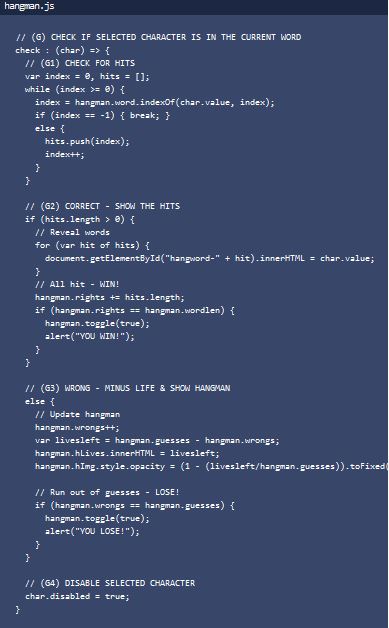 hangman.js
// (G) CHECK IF SELECTED CHARACTER IS IN THE CURRENT WORD
check : (char) => {
// (G1) CHECK FOR HITS
var index = 0, hits = [];
while (index >= 0) {
index = hangman.word.indexOf(char.value, index);
if (index == -1) { break; }
else {
hits.push(index);
index++;
}
}
// (G2) CORRECT - SHOW THE HITS
if (hits.length > 0) {
// Reveal words
for (var hit of hits) {
document.getElementById("hangword-" + hit).innerHTML = char.value;
}
// All hit - WIN!
hangman.rights += hits.length;
if (hangman.rights == hangman.wordlen) {
hangman.toggle(true);
alert("YOU WIN!");
}
}
// (G3) WRONG - MINUS LIFE & SHOW HANGMAN
else {
// Update hangman
hangman.wrongs++;
var livesleft = hangman.guesses - hangman.wrongs;
hangman.hLives.innerHTML = livesleft;
hangman.hImg.style.opacity = (1 - (livesleft/hangman.guesses)).toFixed(
// Run out of guesses - LOSE!
if (hangman.wrongs == hangman.guesses) {
hangman.toggle(true);
alert("YOU LOSE!");
}
}
// (G4) DISABLE SELECTED CHARACTER
char.disabled = true;
}